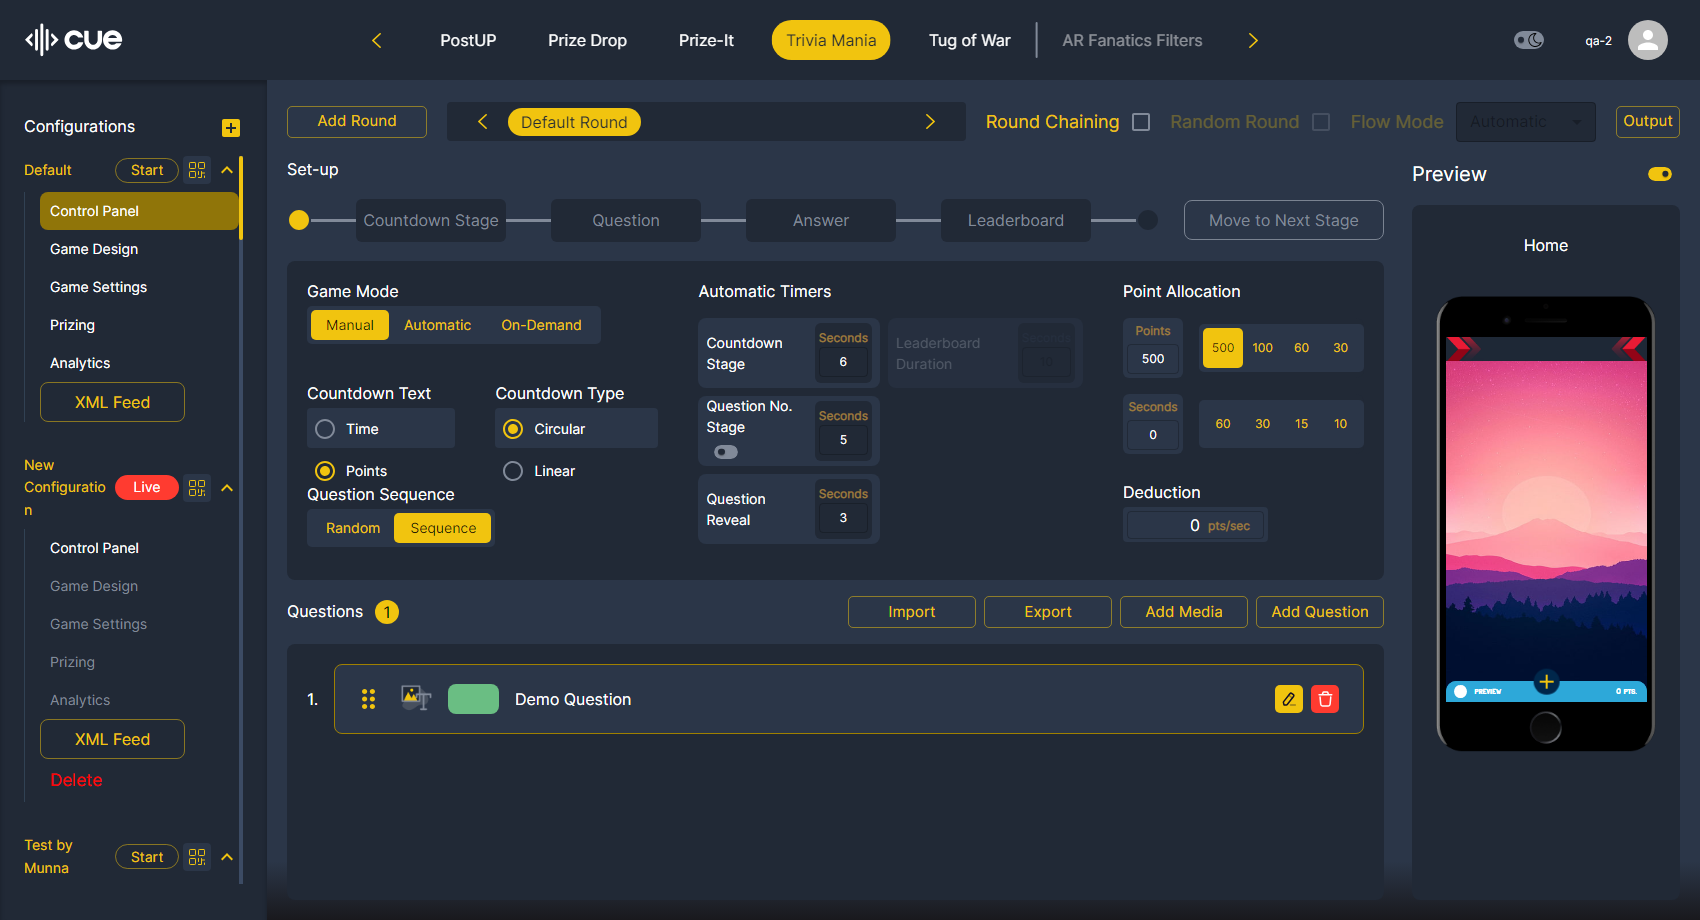 cue
PostUP
Prize Drop
Prize-It
Trivia Mania
Tug of War
AR Fanatics Filters
qa-2
Configurations
Default
Start
Control Panel
Game Design
Game Settings
Prizing
Analytics
XML Feed
New
Configuratio
n
Live
Control Panel
Game Design
Game Settings
Prizing
Analytics
XML Feed
Delete
Test by
Munna
Start
Add Round
Default Round
Round Chaining
Random Round
Flow Mode
Automatic
Output
Set-up
Countdown Stage
Question
Answer
Leaderboard
Move to Next Stage
Game Mode
Manual
Automatic
On-Demand
Countdown Text
Time
Points
Countdown Type
Circular
Linear
Question Sequence
Random
Sequence
Automatic Timers
Countdown
Stage
Seconds
6
Leaderboard
Duration
Seconds
10
Question No.
Stage
Seconds
5
Question
Reveal
Seconds
3
Point Allocation
Points
500
500
100
60
30
Seconds
0
60
30
15
10
Deduction
0 pts/sec
Questions 1
Import
Export
Add Media
Add Question
1.
T
Demo Question
Preview
Home
PREVIEW
0 PTS.